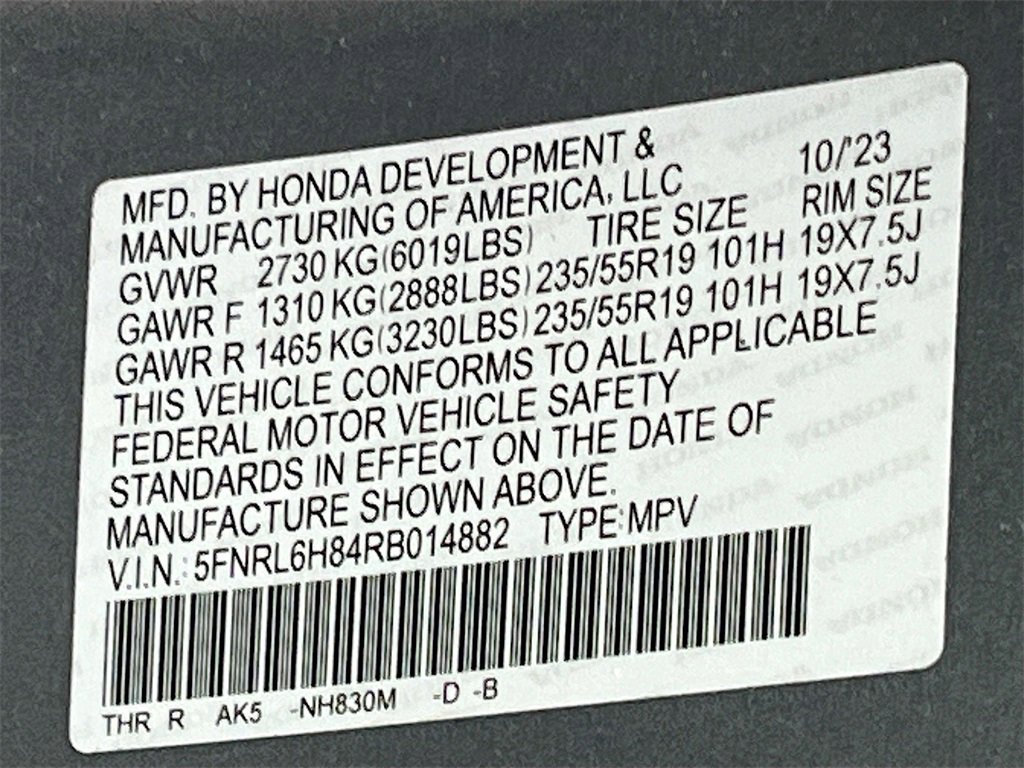 MFD. BY HONDA DEVELOPMENT &
MANUFACTURING OF AMERICA, LLC 10/'23
GVWR 2730 KG(6019LBS) TIRE SIZE RIM SIZE
GAWR F 1310 KG(2888LBS) 235/55R19 101H 19X7.5J
GAWR R 1465 KG(3230LBS) 235/55R19 101H 19X7.5J
THIS VEHICLE CONFORMS TO ALL APPLICABLE
FEDERAL MOTOR VEHICLE SAFETY
STANDARDS IN EFFECT ON THE DATE OF
MANUFACTURE SHOWN ABOVE.
V.I.N.: 5FNRL6H84RB014882 TYPE:MPV
THR R AK5 -NH830M -D -B